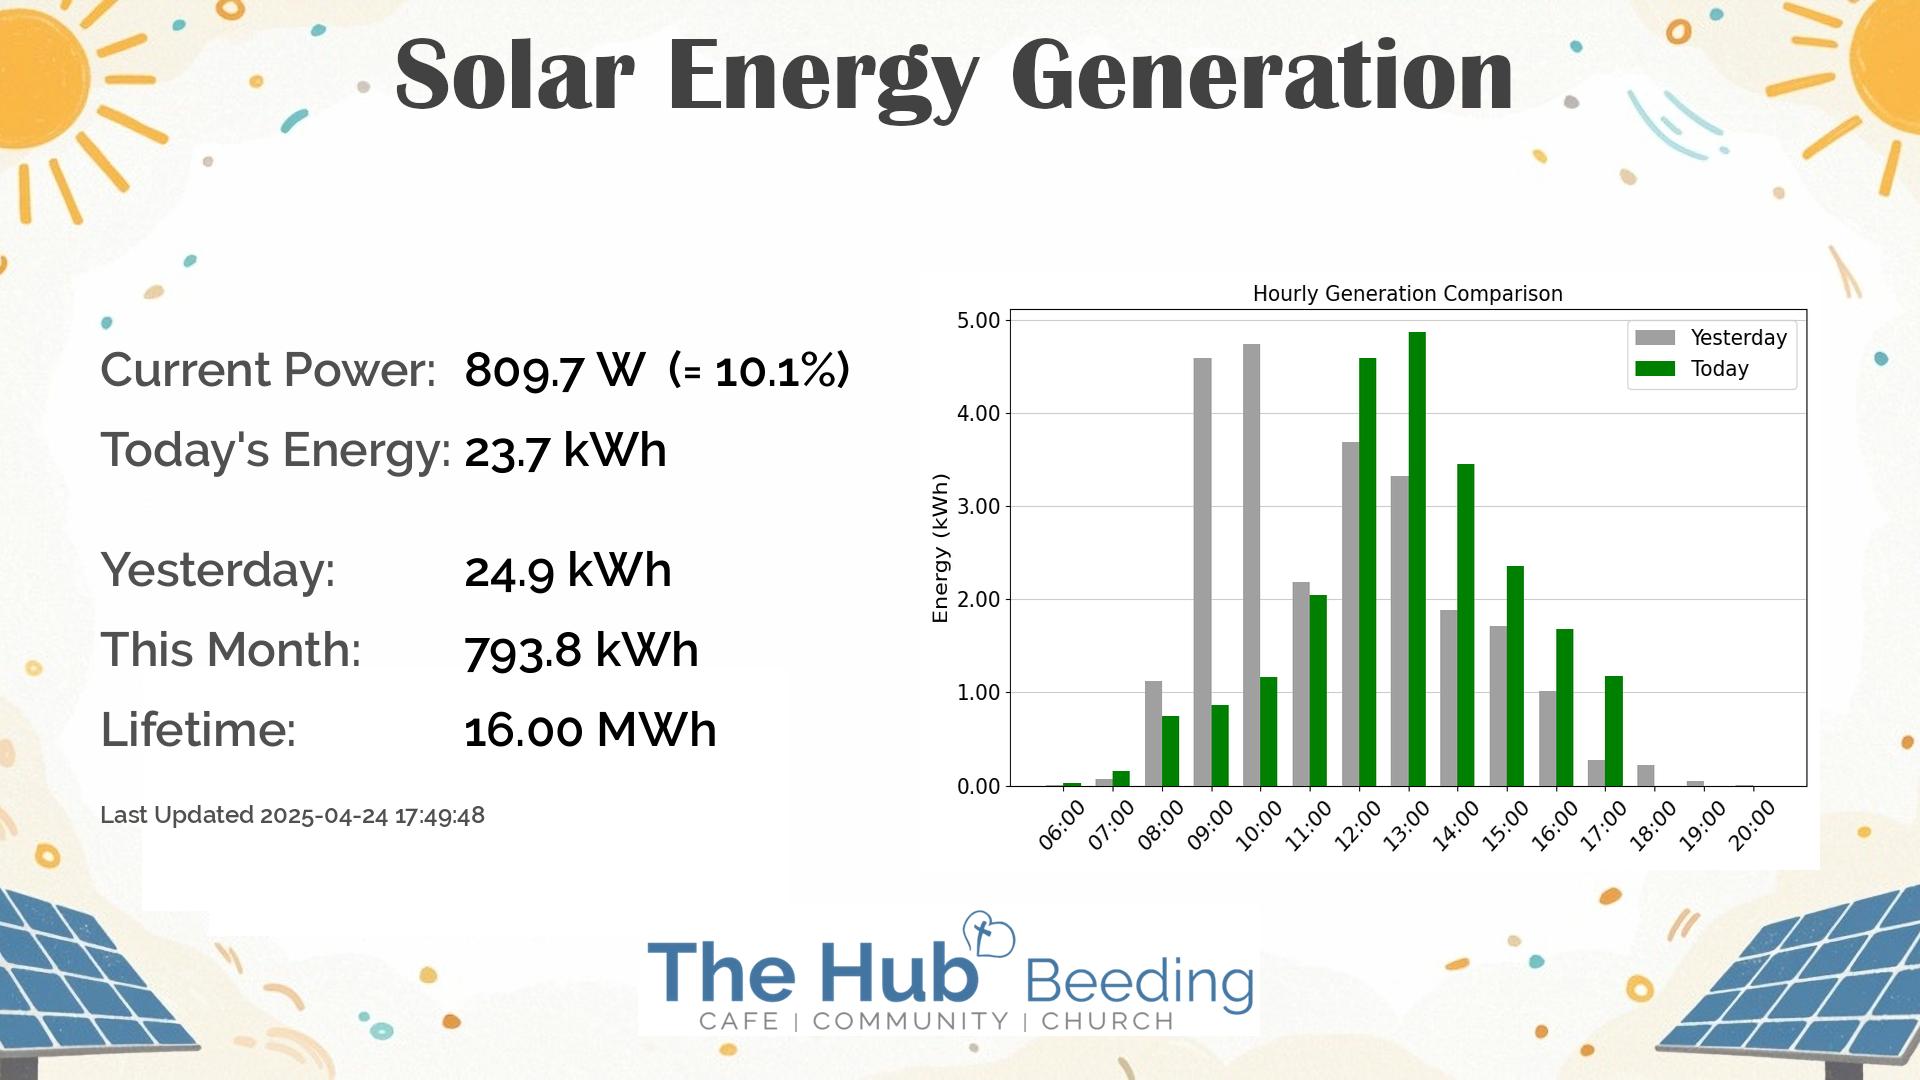 Solar Energy Generation
Current Power: 809.7 W (= 10.1%)
Today's Energy: 23.7 kWh
Yesterday: 24.9 kWh
This Month: 793.8 kWh
Lifetime: 16.00 MWh
Last Updated 2025-04-24 17:49:48
Hourly Generation Comparison
Yesterday
Today
Energy (kWh)
5.00
4.00
3.00
2.00
1.00
0.00
06:00 07:00 08:00 09:00 10:00 11:00 12:00 13:00 14:00 15:00 16:00 17:00 18:00 19:00 20:00
The Hub Beeding
CAFE | COMMUNITY | CHURCH